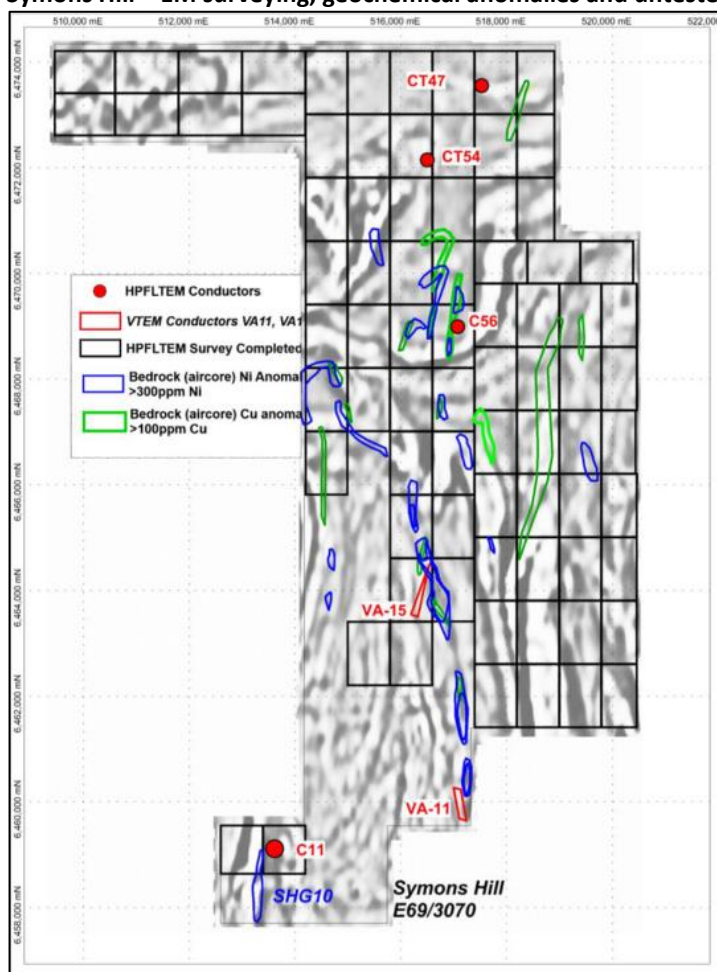 Symons Hill – EM surveying, geochemical anomalies and unteste
510,000 mE
512,000 mE
514,000 mE
516,000 mE
518,000 mE
520,000 mE
522,000
6,474,000 mN
CT47
CT54
6,472,000 mN
6,470,000 mN
HPFLTEM Conductors
VTEM Conductors VA11, VA1
HPFLTEM Survey Completed
Bedrock (aircore) Ni Anoma
>300ppm Ni
Bedrock (aircore) Cu anoma
>100ppm Cu
C56
6,468,000 mN
6,466,000 mN
6,464,000 mN
VA-15
6,462,000 mN
VA-11
6,460,000 mN
C11
SHG10
Symons Hill
E69/3070
6,458,000 mN